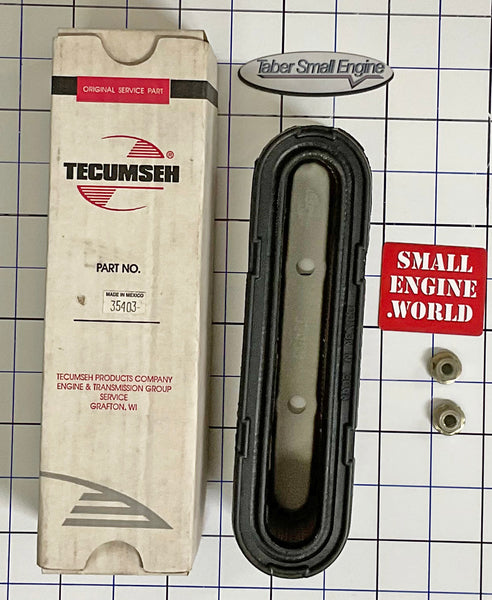 ORIGINAL SERVICE PART
TECUMSEH®
PART NO.
MADE IN MEXICO
35403
TECUMSEH PRODUCTS COMPANY
ENGINE & TRANSMISSION GROUP
SERVICE
GRAFTON, WI
Taber Small Engine
SMALL
ENGINE
.WORLD